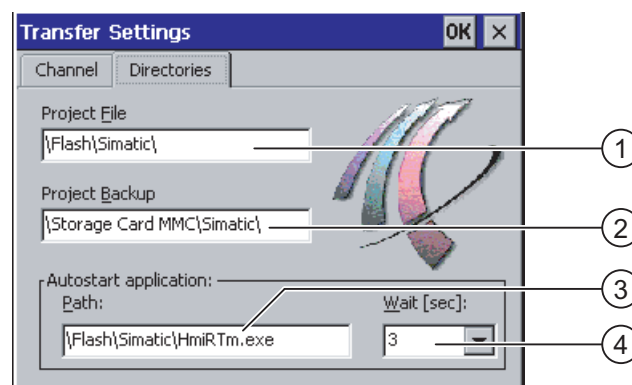 Transfer Settings OK ×
Channel Directories
Project File
\Flash\Simatic\
1
Project Backup
\Storage Card MMC\Simatic\
2
Autostart application:
3
Path: Wait [sec]:
\Flash\Simatic\HmiRTm.exe 3
4